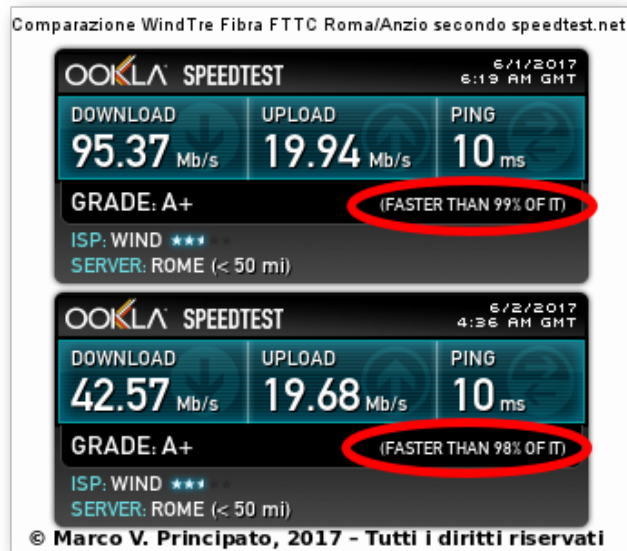 Comparazione WindTre Fibra FTTC Roma/Anzio secondo speedtest.net
OOKLA SPEEDTEST 6/1/2017
6:19 AM GMT
DOWNLOAD UPLOAD PING
95.37 Mb/s 19.94 Mb/s 10 ms
GRADE: A+ (FASTER THAN 99% OF IT)
ISP: WIND
SERVER: ROME (< 50 mi)
OOKLA SPEEDTEST 6/2/2017
4:36 AM GMT
DOWNLOAD UPLOAD PING
42.57 Mb/s 19.68 Mb/s 10 ms
GRADE: A+ (FASTER THAN 98% OF IT)
ISP: WIND
SERVER: ROME (< 50 mi)
© Marco V. Principato, 2017 - Tutti i diritti riservati